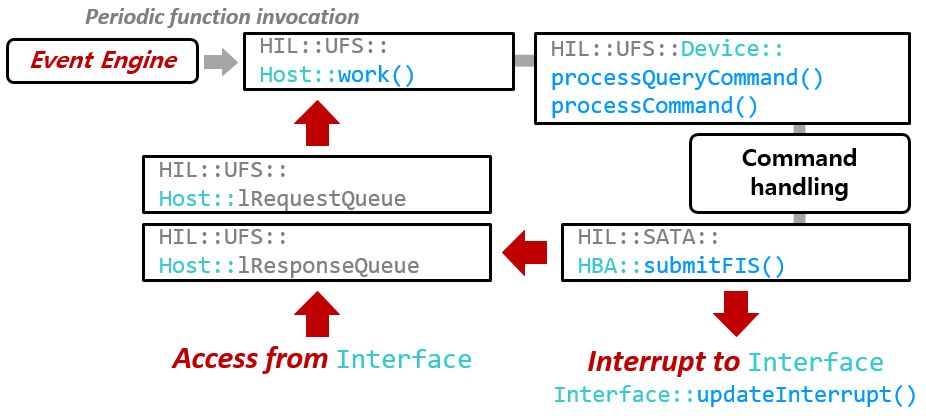 Periodic function invocation
Event Engine
HIL::UFS::
Host::work()
HIL::UFS::Device::
processQueryCommand()
processCommand()
Command
handling
HIL::UFS::
Host::lRequestQueue
HIL::UFS::
Host::lResponseQueue
HIL::SATA::
HBA::submitFIS()
Access from Interface
Interrupt to Interface
Interface::updateInterrupt()